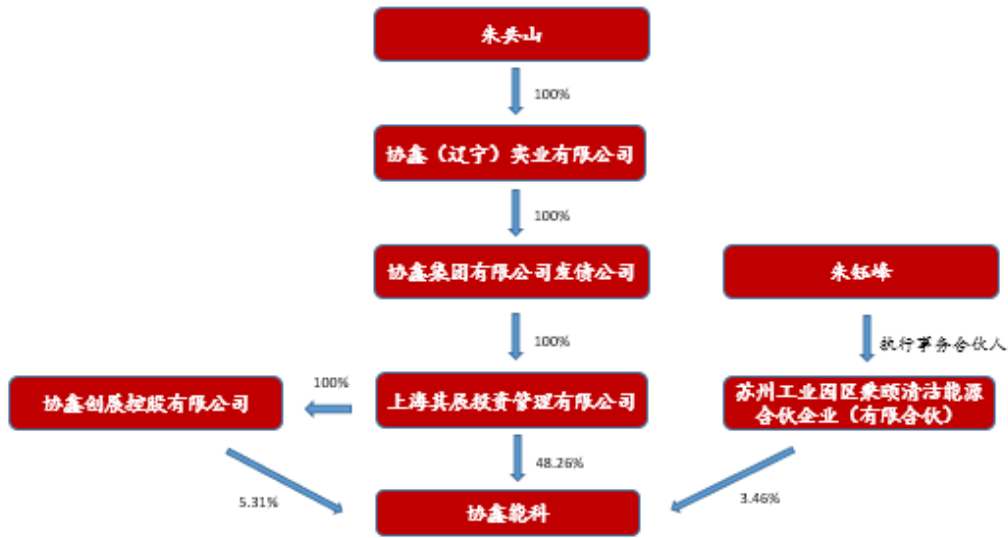 朱共山
100%
协鑫（辽宁）实业有限公司
100%
协鑫集团有限公司发债公司
朱钰峰
100%
执行事务合伙人
协鑫创展控股有限公司
100%
上海其辰投资管理有限公司
苏州工业园区秉颐清洁能源
合伙企业（有限合伙）
5.31%
48.26%
3.46%
协鑫能科